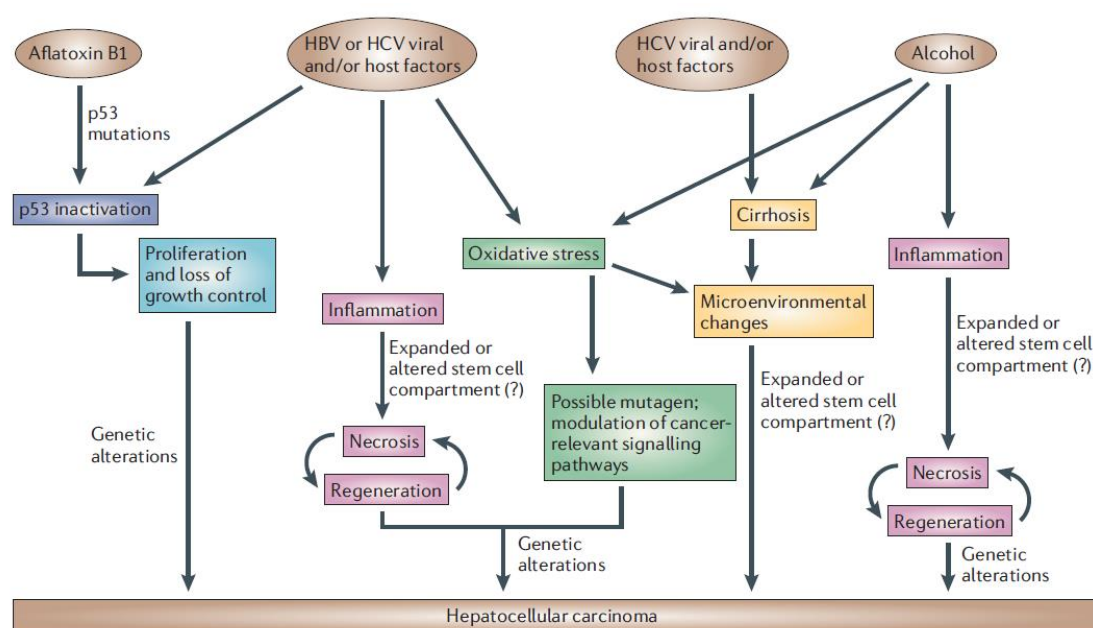 Aflatoxin B1
HBV or HCV viral
and/or host factors
HCV viral and/or
host factors
Alcohol
p53
mutations
p53 inactivation
Proliferation
and loss of
growth control
Genetic
alterations
Inflammation
Expanded or
altered stem cell
compartment (?)
Necrosis
Regeneration
Oxidative stress
Possible mutagen;
modulation of cancer-
relevant signalling
pathways
Genetic
alterations
Cirrhosis
Microenvironmental
changes
Expanded or
altered stem cell
compartment (?)
Inflammation
Expanded or
altered stem cell
compartment (?)
Necrosis
Regeneration
Genetic
alterations
Hepatocellular carcinoma